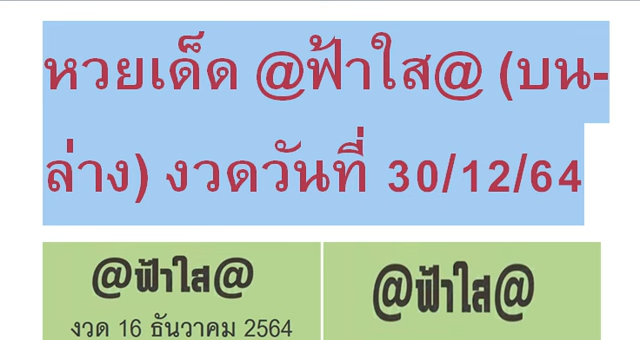 หวยเด็ด @ฟ้าใส@ (บน-
ล่าง) งวดวันที่ 30/12/64
@ฟ้าใส@
งวด 16 ธันวาคม 2564
@ฟ้าใส@